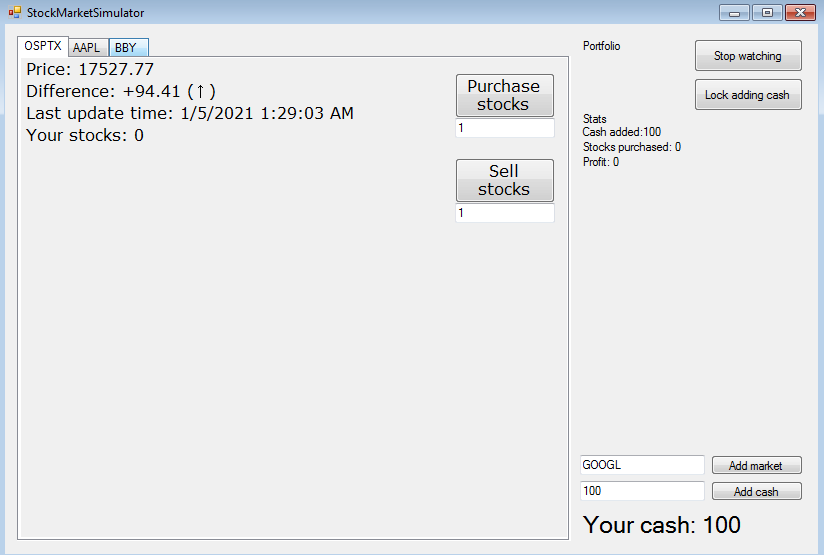 StockMarketSimulator
OSPTX AAPL BBY
Price: 17527.77
Difference: +94.41 (↑)
Last update time: 1/5/2021 1:29:03 AM
Your stocks: 0
Purchase
stocks
1
Sell
stocks
1
Portfolio
Stop watching
Lock adding cash
Stats
Cash added:100
Stocks purchased: 0
Profit: 0
GOOGL
Add market
100
Add cash
Your cash: 100